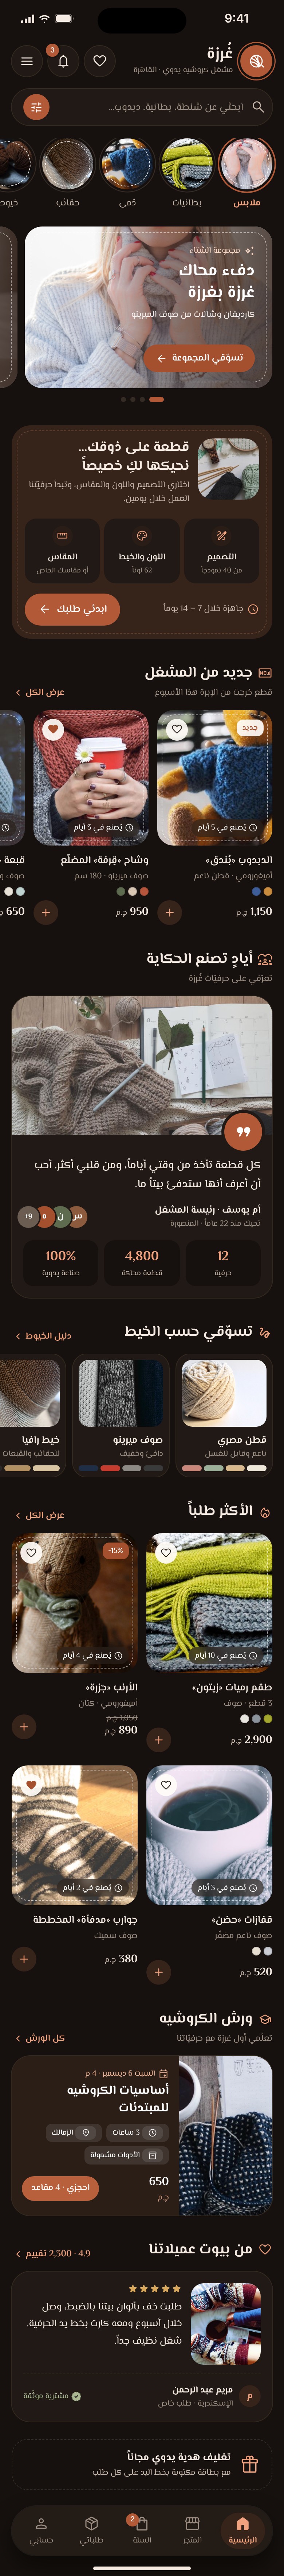 9:41
غُرزة
مشغل كروشيه يدوي · القاهرة
3
ابحثي عن شنطة، بطانية، دبدوب...
ملابس
بطانيات
دُمى
حقائب
خيوط
مجموعة الشتاء
دفء محاك
غرزة بغرزة
كارديغان وشالات من صوف الميرينو
تسوّقي المجموعة
قطعة على ذوقك...
نحيكها لكِ خصيصاً
اختاري التصميم واللون والمقاس، وتبدأ حرفيّتنا
العمل خلال يومين.
التصميم
من 40 نموذجاً
اللون والخيط
62 لوناً
المقاس
أو مقاسك الخاص
جاهزة خلال 7 – 14 يوماً
ابدئي طلبك
جديد من المشغل
عرض الكل
قطع خرجت من الإبرة هذا الأسبوع
جديد
يُصنع في 5 أيام
يُصنع في 3 أيام
الدبدوب «بُندق»
أميغورومي · قطن ناعم
1,150 ج.م
وشاح «قِرفة» المضلّع
صوف ميرينو · 180 سم
950 ج.م
650
أيادٍ تصنع الحكاية
تعرّفي على حرفيّات غُرزة
كل قطعة تأخذ من وقتي أياماً، ومن قلبي أكثر. أحب
أن أعرف أنها ستدفئ بيتاً ما.
أم يوسف · رئيسة المشغل
تحيك منذ 22 عاماً · المنصورة
س
ن
ه
+9
12
حرفية
4,800
قطعة محاكة
100%
صناعة يدوية
تسوّقي حسب الخيط
دليل الخيوط
قطن مصري
ناعم وقابل للغسل
صوف ميرينو
دافئ وخفيف
خيط رافيا
للحقائب والقبعات
الأكثر طلباً
عرض الكل
يُصنع في 10 أيام
-15%
يُصنع في 4 أيام
طقم رميات «زيتون»
3 قطع · صوف
2,900 ج.م
الأرنب «جزرة»
أميغورومي · كتان
1,050 ج.م
890 ج.م
يُصنع في 3 أيام
يُصنع في 2 أيام
قفازات «حضن»
صوف ناعم مضفّر
520 ج.م
جوارب «مدفأة» المخططة
صوف سميك
380 ج.م
ورش الكروشيه
كل الورش
تعلّمي أول غرزة مع حرفيّاتنا
السبت 6 ديسمبر · 4 م
أساسيات الكروشيه
للمبتدئات
3 ساعات
الزمالك
الأدوات مشمولة
650
ج.م
احجزي · 4 مقاعد
من بيوت عميلاتنا
4.9 · 2,300 تقييم
طلبت خف بألوان بيتنا بالضبط، وصل
خلال أسبوع ومعه كارت بخط يد الحرفية.
شغل نظيف جداً.
م
مريم عبد الرحمن
الإسكندرية · طلب خاص
مشترية موثّقة
تغليف هدية يدوي مجاناً
مع بطاقة مكتوبة بخط اليد على كل طلب
الرئيسية
المتجر
2
السلة
طلباتي
حسابي